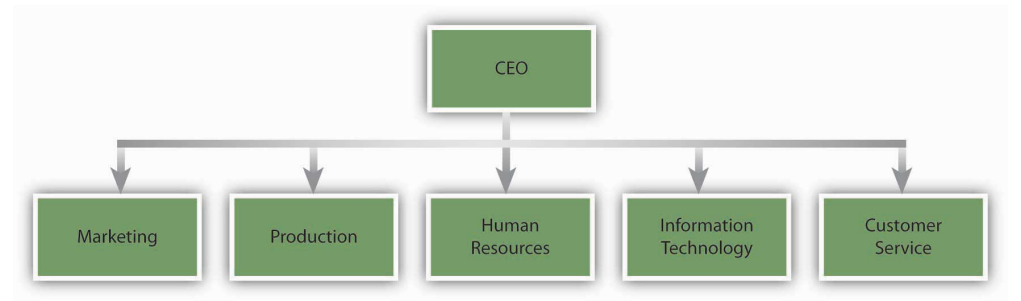 CEO
Marketing
Production
Human
Resources
Information
Technology
Customer
Service